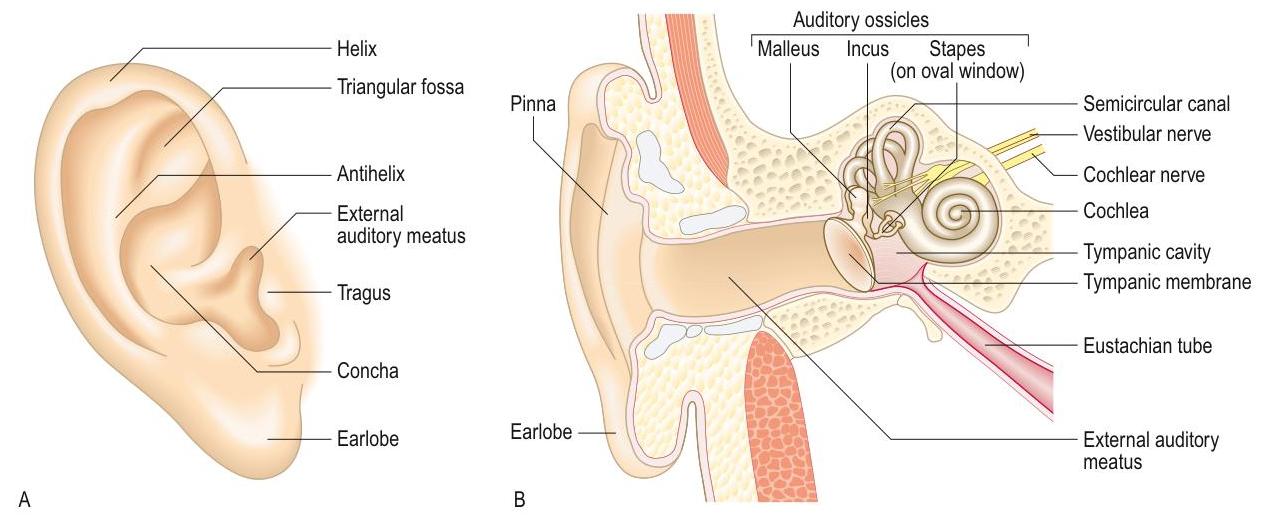 Helix
Triangular fossa
Antihelix
External
auditory meatus
Tragus
Concha
Earlobe
A
Auditory ossicles
Malleus
Incus
Stapes
(on oval window)
Pinna
Semicircular canal
Vestibular nerve
Cochlear nerve
Cochlea
Tympanic cavity
Tympanic membrane
Eustachian tube
Earlobe
External auditory
meatus
B